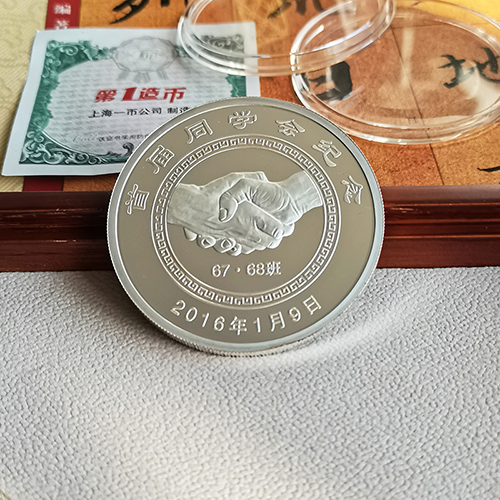 第1造币
上海一币公司 制造
地
首届同学会纪念
67·68班
2016年1月9日